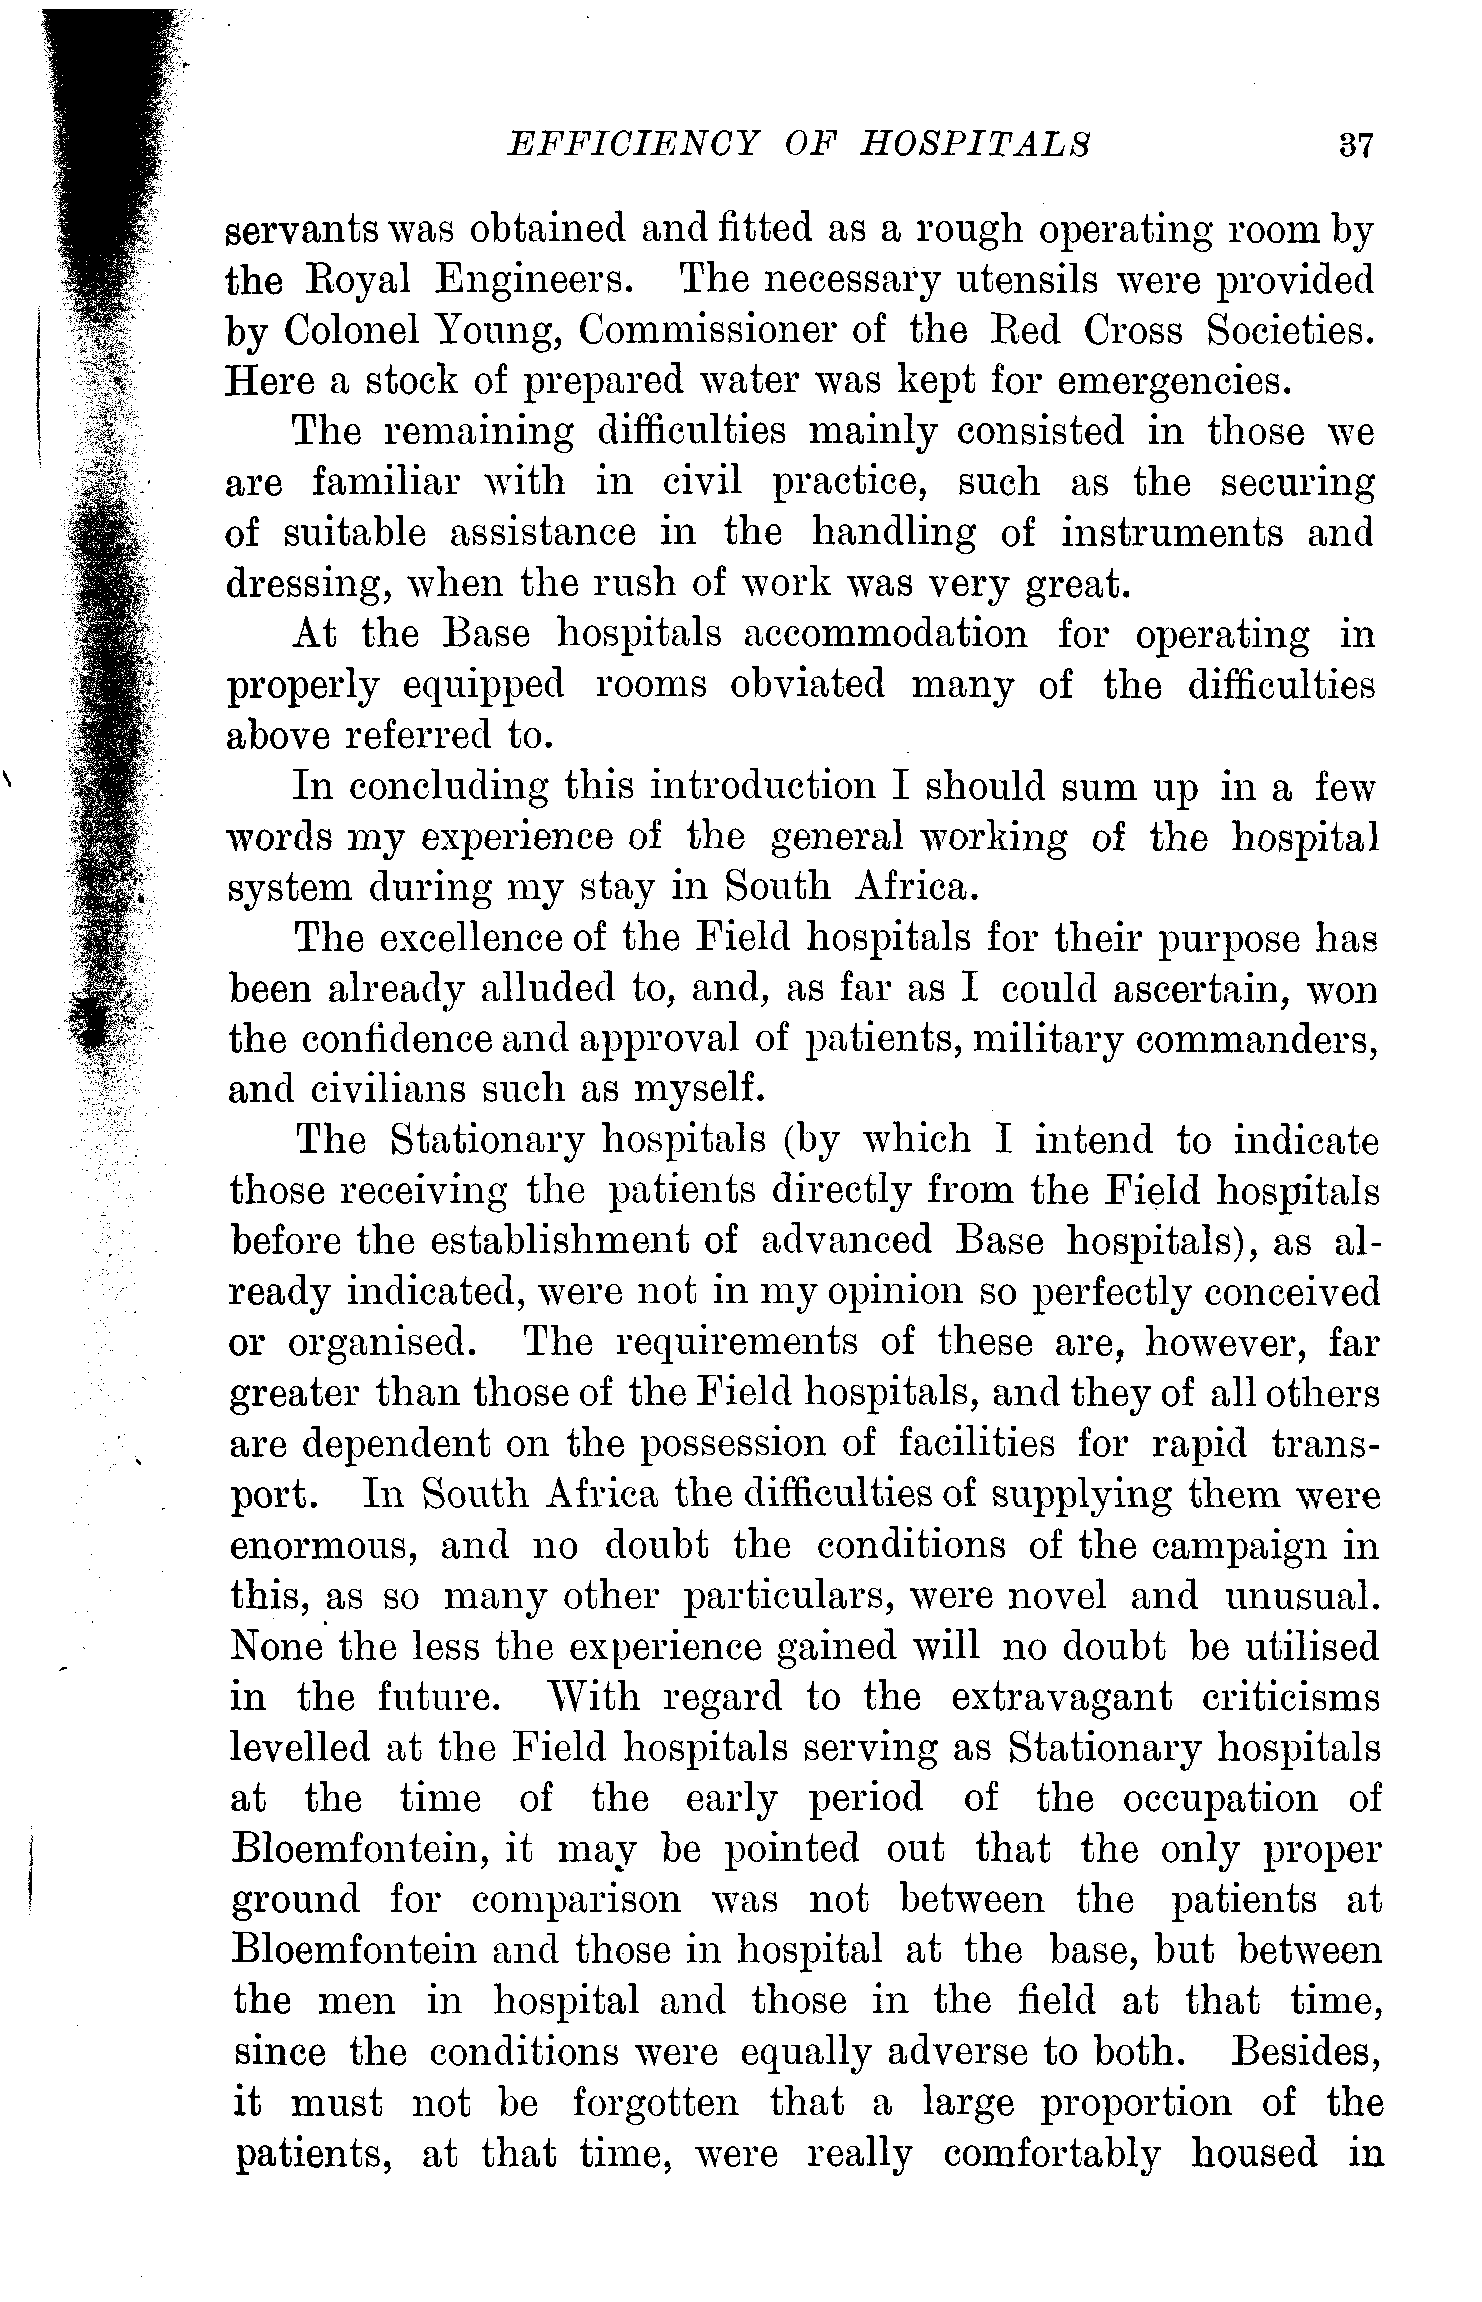 EFFICIENCY OF HOSPITALS 37
servants was obtained and fitted as a rough operating room by
the Royal Engineers. The necessary utensils were provided
by Colonel Young, Commissioner of the Red Cross Societies.
Here a stock of prepared water was kept for emergencies.
The remaining difficulties mainly consisted in those we
are familiar with in civil practice, such as the securing
of suitable assistance in the handling of instruments and
dressing, when the rush of work was very great.
At the Base hospitals accommodation for operating in
properly equipped rooms obviated many of the difficulties
above referred to.
In concluding this introduction I should sum up in a few
words my experience of the general working of the hospital
system during my stay in South Africa.
The excellence of the Field hospitals for their purpose has
been already alluded to, and, as far as I could ascertain, won
the confidence and approval of patients, military commanders,
and civilians such as myself.
The Stationary hospitals (by which I intend to indicate
those receiving the patients directly from the Field hospitals
before the establishment of advanced Base hospitals), as al-
ready indicated, were not in my opinion so perfectly conceived
or organised. The requirements of these are, however, far
greater than those of the Field hospitals, and they of all others
are dependent on the possession of facilities for rapid trans-
port. In South Africa the difficulties of supplying them were
enormous, and no doubt the conditions of the campaign in
this, as so many other particulars, were novel and unusual.
None the less the experience gained will no doubt be utilised
in the future. With regard to the extravagant criticisms
levelled at the Field hospitals serving as Stationary hospitals
at the time of the early period of the occupation of
Bloemfontein, it may be pointed out that the only proper
ground for comparison was not between the patients at
Bloemfontein and those in hospital at the base, but between
the men in hospital and those in the field at that time,
since the conditions were equally adverse to both. Besides,
it must not be forgotten that a large proportion of the
patients, at that time, were really comfortably housed in